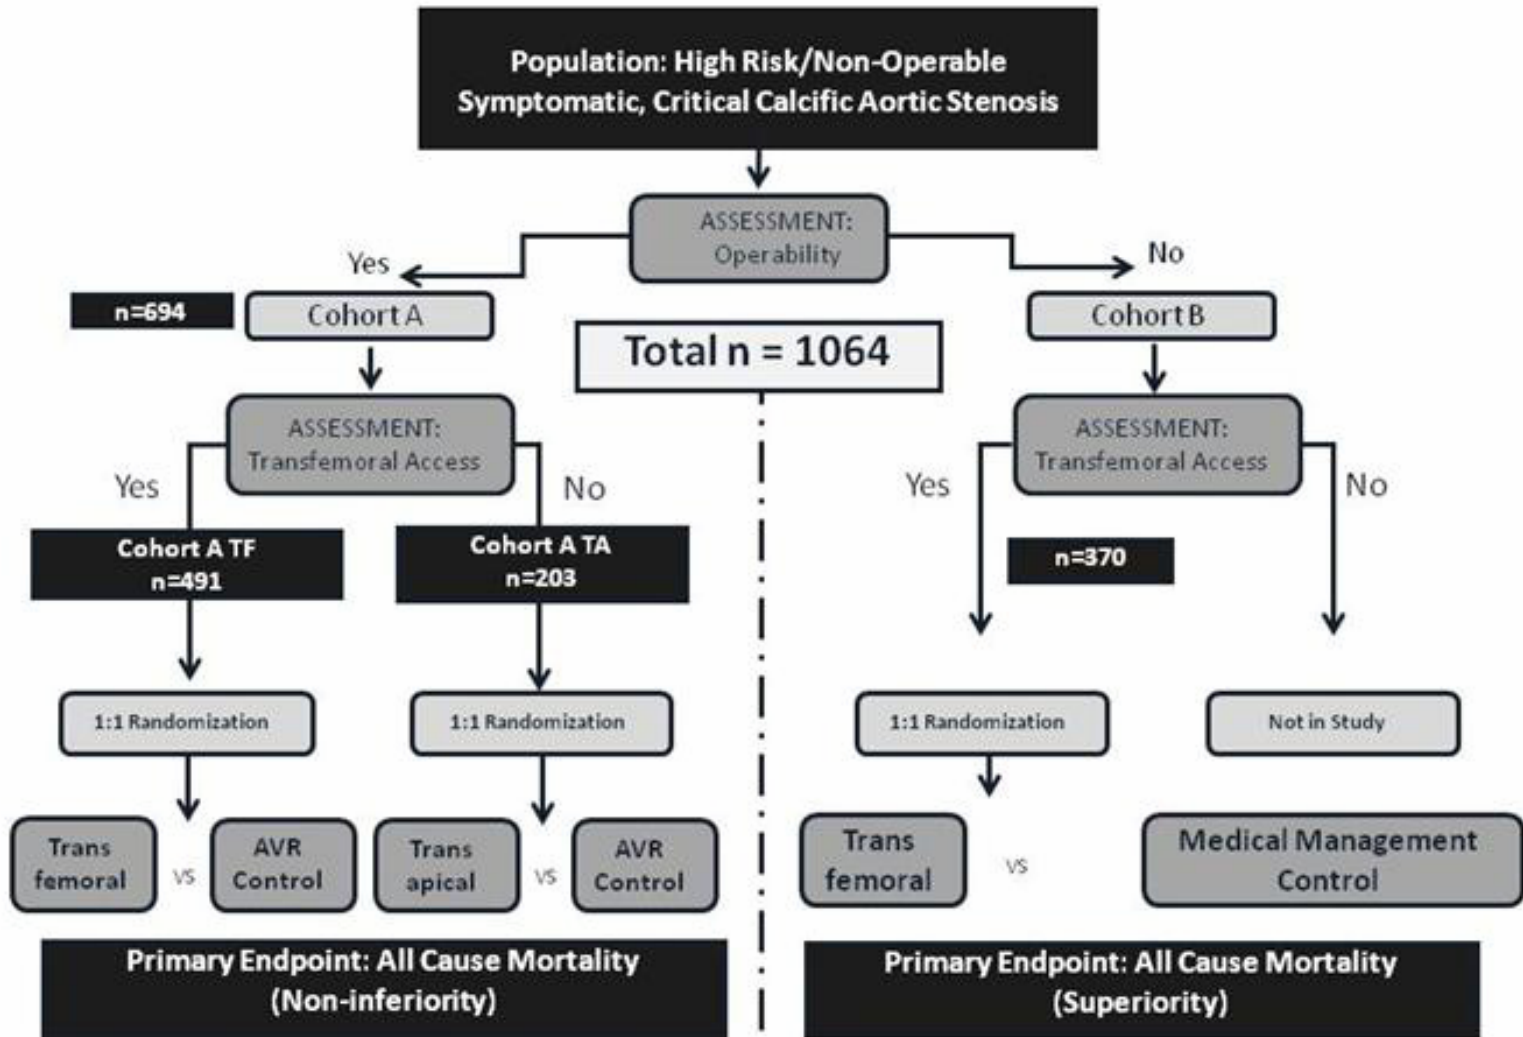 Population: High Risk/Non-Operable
Symptomatic, Critical Calcific Aortic Stenosis
ASSESSMENT:
Operability
Yes
No
n=694
Cohort A
Cohort B
Total n = 1064
ASSESSMENT:
Transfemoral Access
ASSESSMENT:
Transfemoral Access
Yes
No
Yes
No
Cohort A TF
n=491
Cohort A TA
n=203
n=370
1:1 Randomization
1:1 Randomization
1:1 Randomization
Not in Study
Trans
femoral
vs
AVR
Control
Trans
apical
vs
AVR
Control
Trans
femoral
vs
Medical Management
Control
Primary Endpoint: All Cause Mortality
(Non-inferiority)
Primary Endpoint: All Cause Mortality
(Superiority)